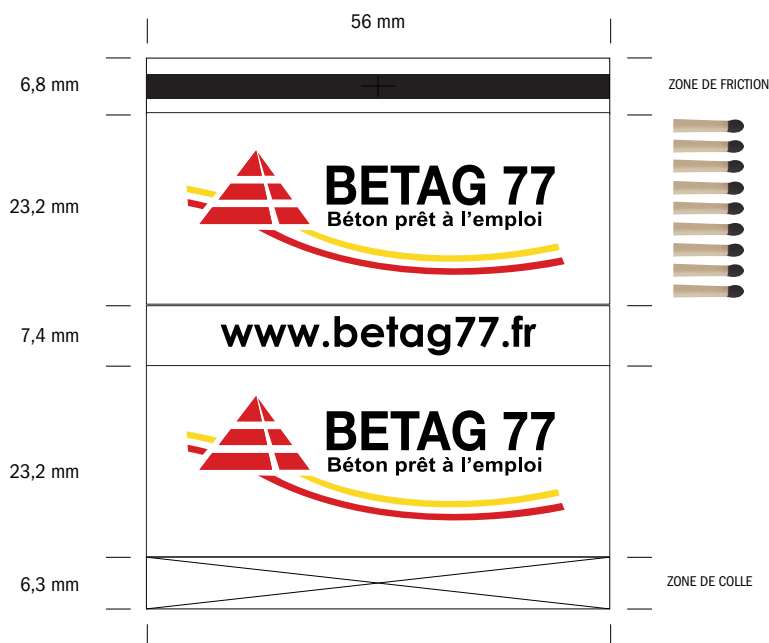 56 mm
6,8 mm
ZONE DE FRICTION
BETAG 77
Béton prêt à l'emploi
23,2 mm
www.betag77.fr
7,4 mm
BETAG 77
Béton prêt à l'emploi
23,2 mm
6,3 mm
ZONE DE COLLE